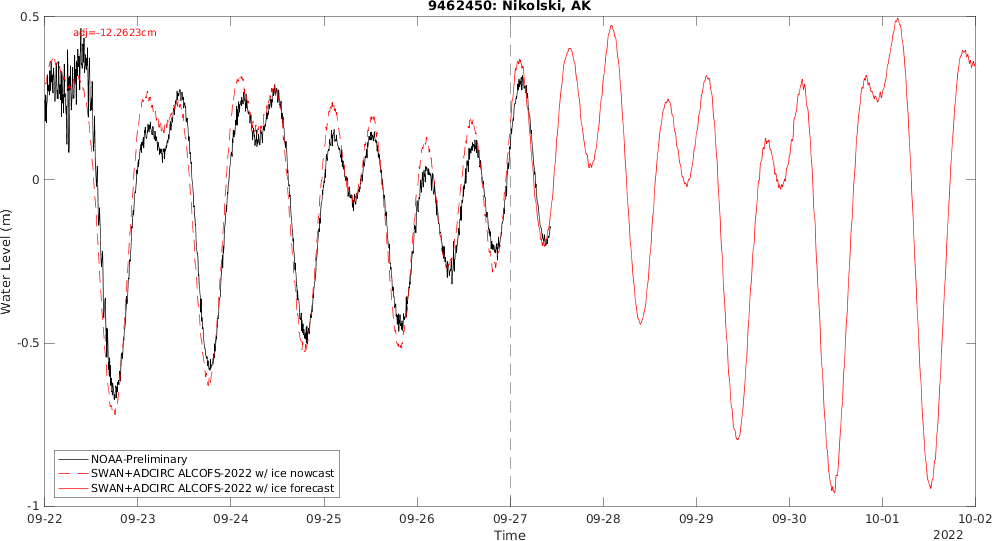 9462450: Nikolski, AK
adj=-12.2623cm
0.5
0
-0.5
-1
Water Level (m)
NOAA-Preliminary
SWAN+ADCIRC ALCOFS-2022 w/ ice nowcast
SWAN+ADCIRC ALCOFS-2022 w/ ice forecast
09-22 09-23 09-24 09-25 09-26 09-27 09-28 09-29 09-30 10-01 10-02
Time
2022